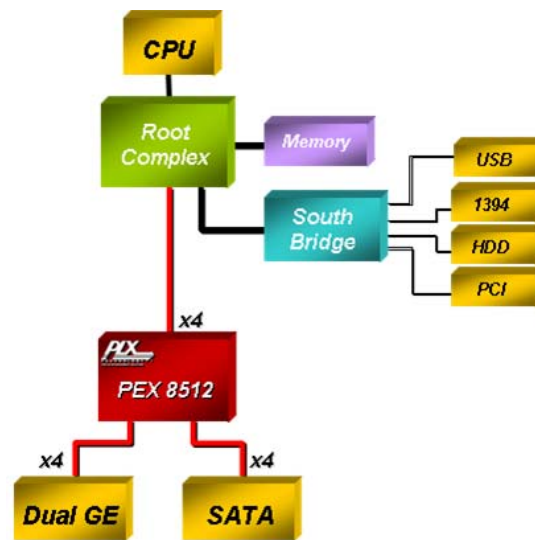 CPU
Root
Complex
Memory
USB
1394
South
Bridge
HDD
PCI
x4
PLX
PEX 8512
x4
x4
Dual GE
SATA